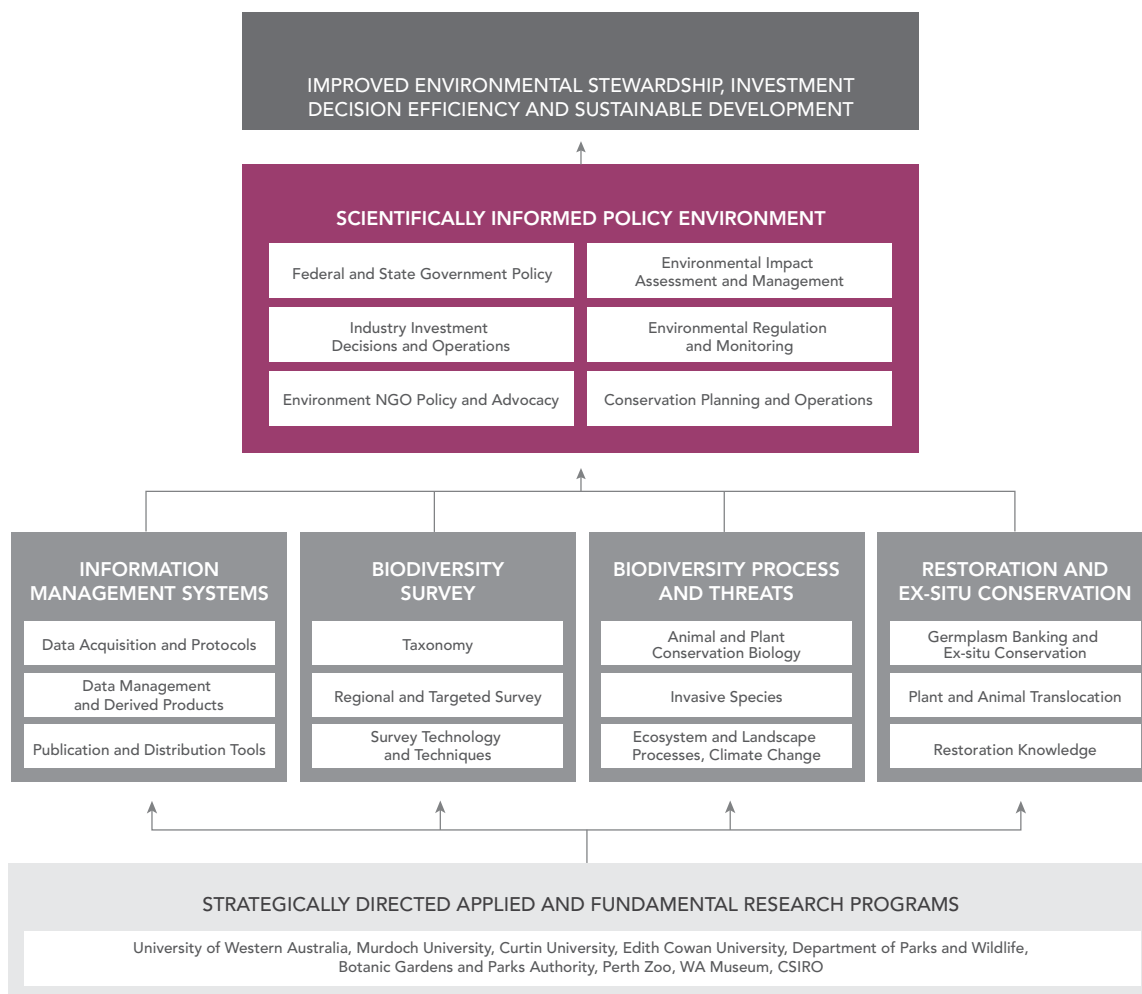 IMPROVED ENVIRONMENTAL STEWARDSHIP, INVESTMENT
DECISION EFFICIENCY AND SUSTAINABLE DEVELOPMENT
SCIENTIFICALLY INFORMED POLICY ENVIRONMENT
Federal and State Government Policy
Environmental Impact
Assessment and Management
Industry Investment
Decisions and Operations
Environmental Regulation
and Monitoring
Environment NGO Policy and Advocacy
Conservation Planning and Operations
INFORMATION
MANAGEMENT SYSTEMS
Data Acquisition and Protocols
Data Management
and Derived Products
Publication and Distribution Tools
BIODIVERSITY
SURVEY
Taxonomy
Regional and Targeted Survey
Survey Technology
and Techniques
BIODIVERSITY PROCESS
AND THREATS
Animal and Plant
Conservation Biology
Invasive Species
Ecosystem and Landscape
Processes, Climate Change
RESTORATION AND
EX-SITU CONSERVATION
Germplasm Banking and
Ex-situ Conservation
Plant and Animal Translocation
Restoration Knowledge
STRATEGICALLY DIRECTED APPLIED AND FUNDAMENTAL RESEARCH PROGRAMS
University of Western Australia, Murdoch University, Curtin University, Edith Cowan University, Department of Parks and Wildlife,
Botanic Gardens and Parks Authority, Perth Zoo, WA Museum, CSIRO